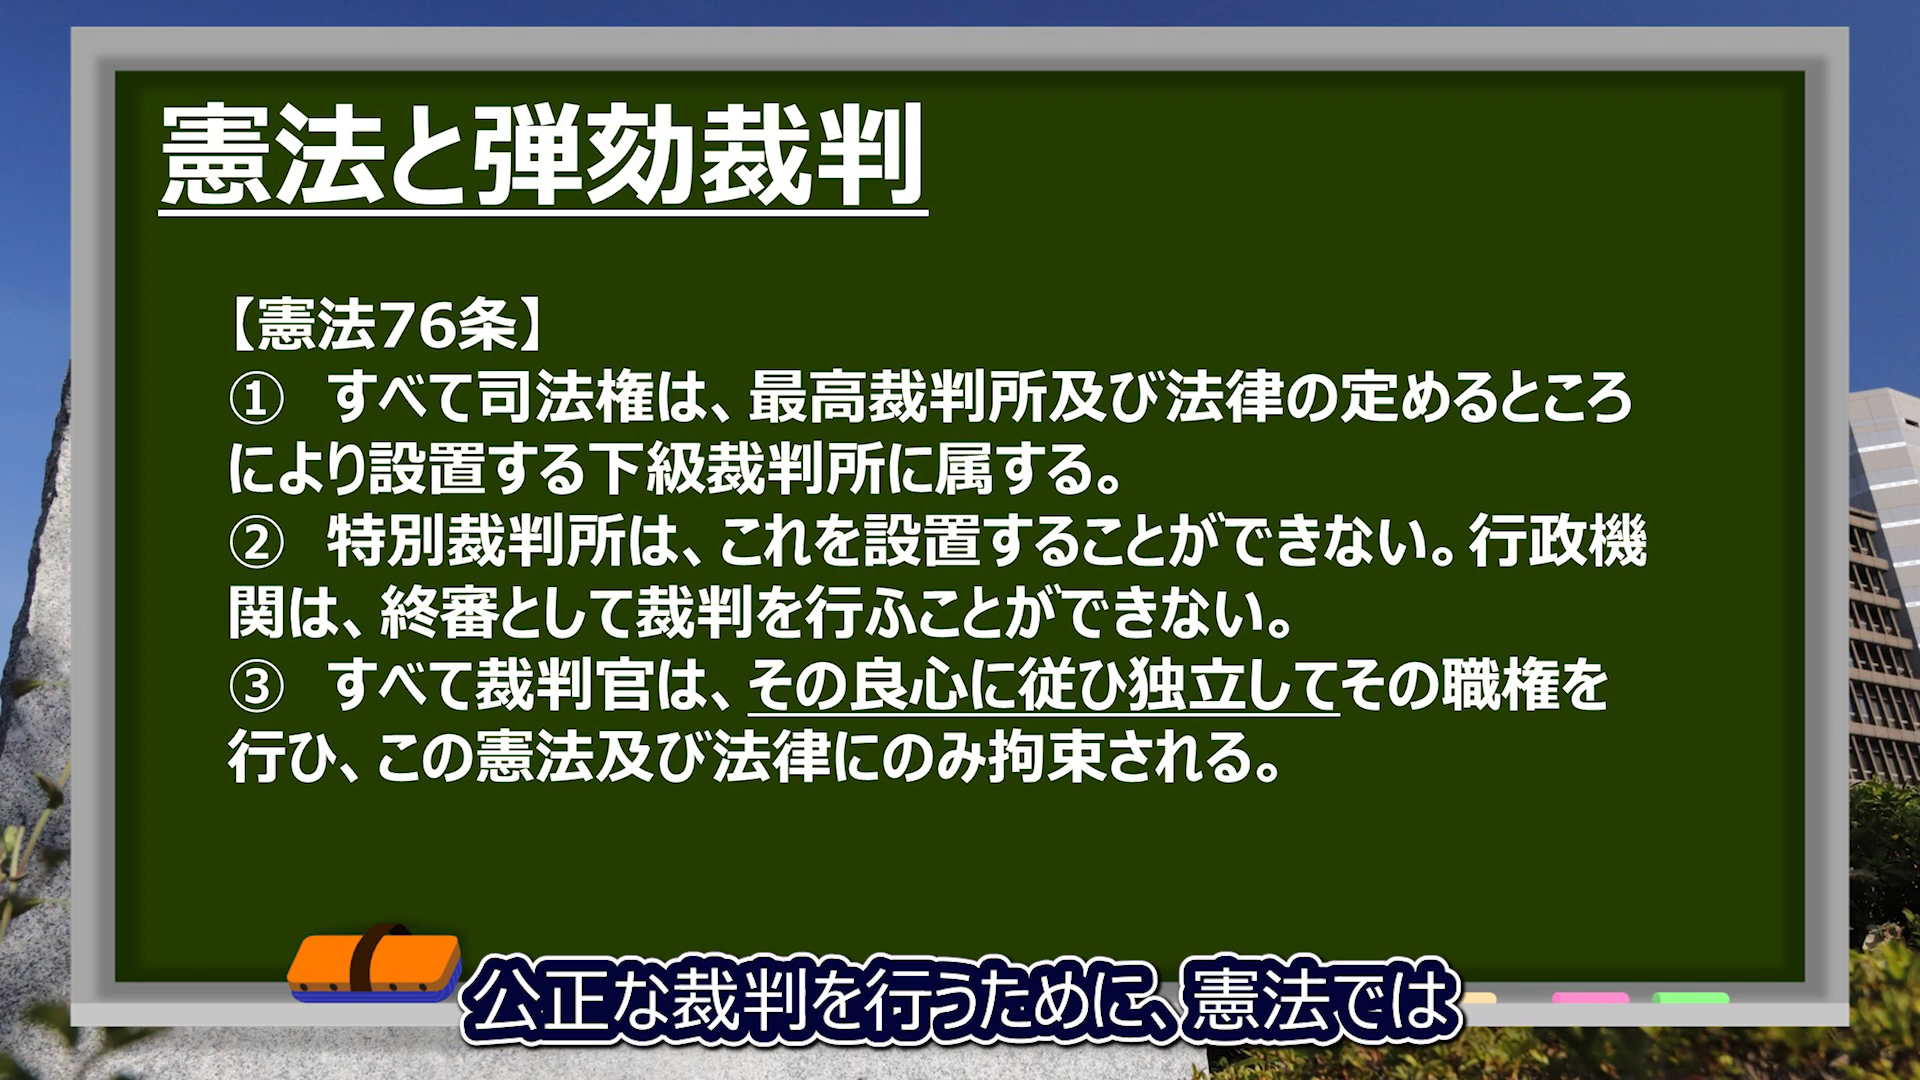 憲法と弾劾裁判
【憲法76条】
①　すべて司法権は、最高裁判所及び法律の定めるところ
により設置する下級裁判所に属する。
②　特別裁判所は、これを設置することができない。行政機
関は、終審として裁判を行ふことができない。
③　すべて裁判官は、その良心に従ひ独立してその職権を
行ひ、この憲法及び法律にのみ拘束される。
公正な裁判を行うために、憲法では